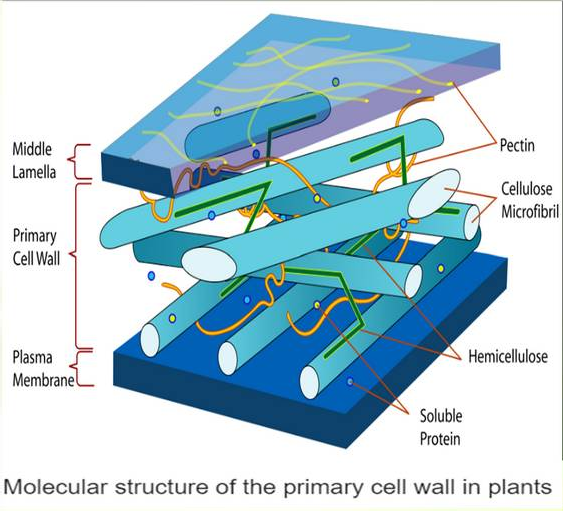 Middle
Lamella
Primary
Cell Wall
Plasma
Membrane
Pectin
Cellulose
Microfibril
Hemicellulose
Soluble
Protein
Molecular structure of the primary cell wall in plants